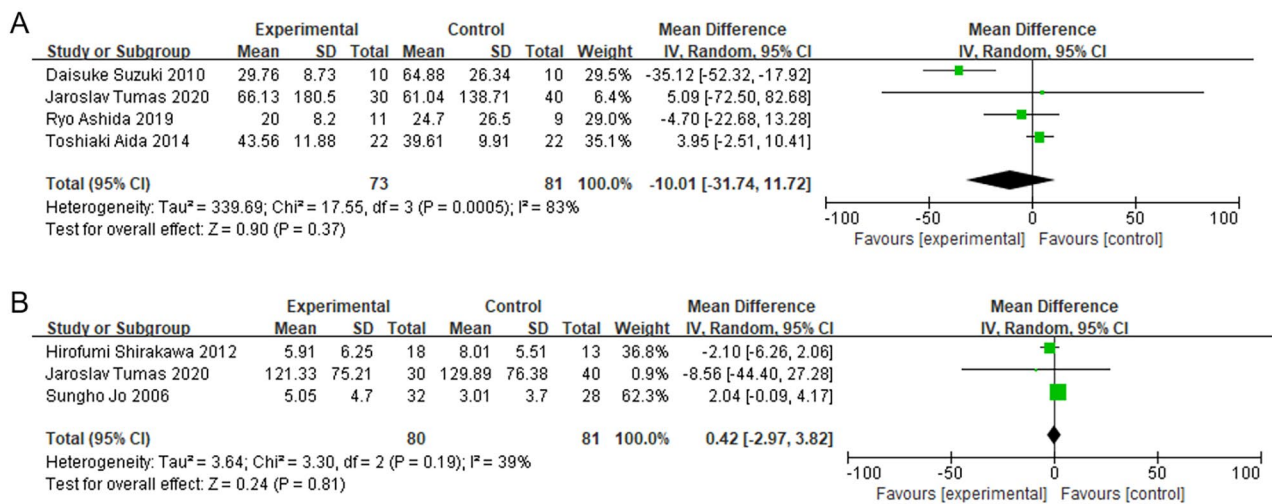 A
Experimental Control Mean Difference Mean Difference
Study or Subgroup Mean SD Total Mean SD Total Weight IV, Random, 95% CI IV, Random, 95% CI
Daisuke Suzuki 2010 29.76 8.73 10 64.88 26.34 10 29.5% -35.12 [-52.32, -17.92]
Jaroslav Tumas 2020 66.13 180.5 30 61.04 138.71 40 6.4% 5.09 [-72.50, 82.68]
Ryo Ashida 2019 20 8.2 11 24.7 26.5 9 29.0% -4.70 [-22.68, 13.28]
Toshiaki Aida 2014 43.56 11.88 22 39.61 9.91 22 35.1% 3.95 [-2.51, 10.41]
Total (95% CI) 73 81 100.0% -10.01 [-31.74, 11.72]
Heterogeneity: Tau² = 339.69; Chi² = 17.55, df = 3 (P = 0.0005); I² = 83%
Test for overall effect: Z = 0.90 (P = 0.37)
-100 -50 0 50 100
Favours [experimental] Favours [control]
B
Experimental Control Mean Difference Mean Difference
Study or Subgroup Mean SD Total Mean SD Total Weight IV, Random, 95% CI IV, Random, 95% CI
Hirofumi Shirakawa 2012 5.91 6.25 18 8.01 5.51 13 36.8% -2.10 [-6.26, 2.06]
Jaroslav Tumas 2020 121.33 75.21 30 129.89 76.38 40 0.9% -8.56 [-44.40, 27.28]
Sungho Jo 2006 5.05 4.7 32 3.01 3.7 28 62.3% 2.04 [-0.09, 4.17]
Total (95% CI) 80 81 100.0% 0.42 [-2.97, 3.82]
Heterogeneity: Tau² = 3.64; Chi² = 3.30, df = 2 (P = 0.19); I² = 39%
Test for overall effect: Z = 0.24 (P = 0.81)
-100 -50 0 50 100
Favours [experimental] Favours [control]